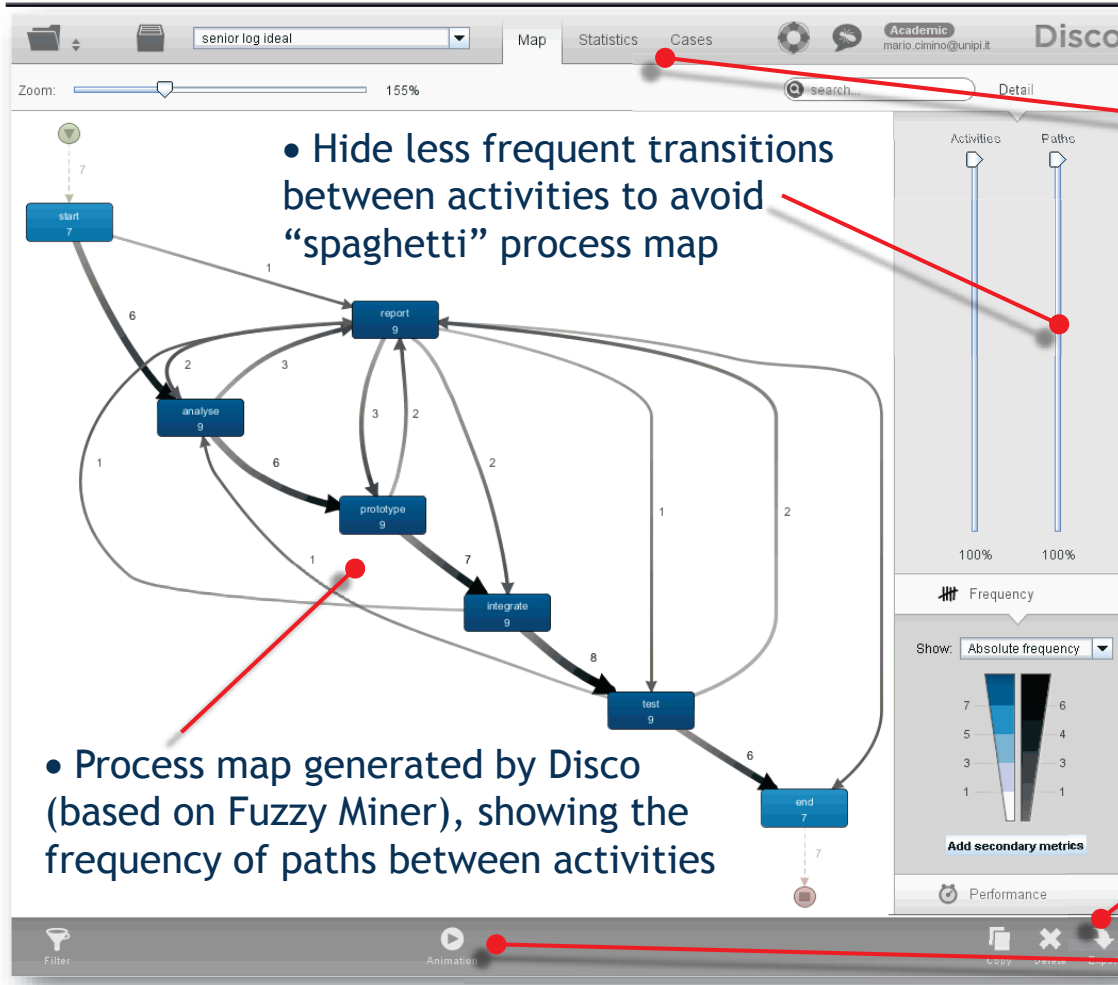 senior log ideal
Map
Statistics
Cases
Academic
mario.cimino@unipi.it
Disco
Zoom:
155%
search...
Detail
• Hide less frequent transitions
between activities to avoid
“spaghetti” process map
Activities
Paths
7
start
7
1
6
report
9
2
3
analyse
9
3
2
1
6
2
prototype
9
1
2
1
7
integrate
9
8
test
9
6
end
7
7
100%
100%
Frequency
Show:
Absolute frequency
7
6
5
4
3
3
1
1
Add secondary metrics
Performance
• Process map generated by Disco
(based on Fuzzy Miner), showing the
frequency of paths between activities
Filter
Animation
Copy
Delete